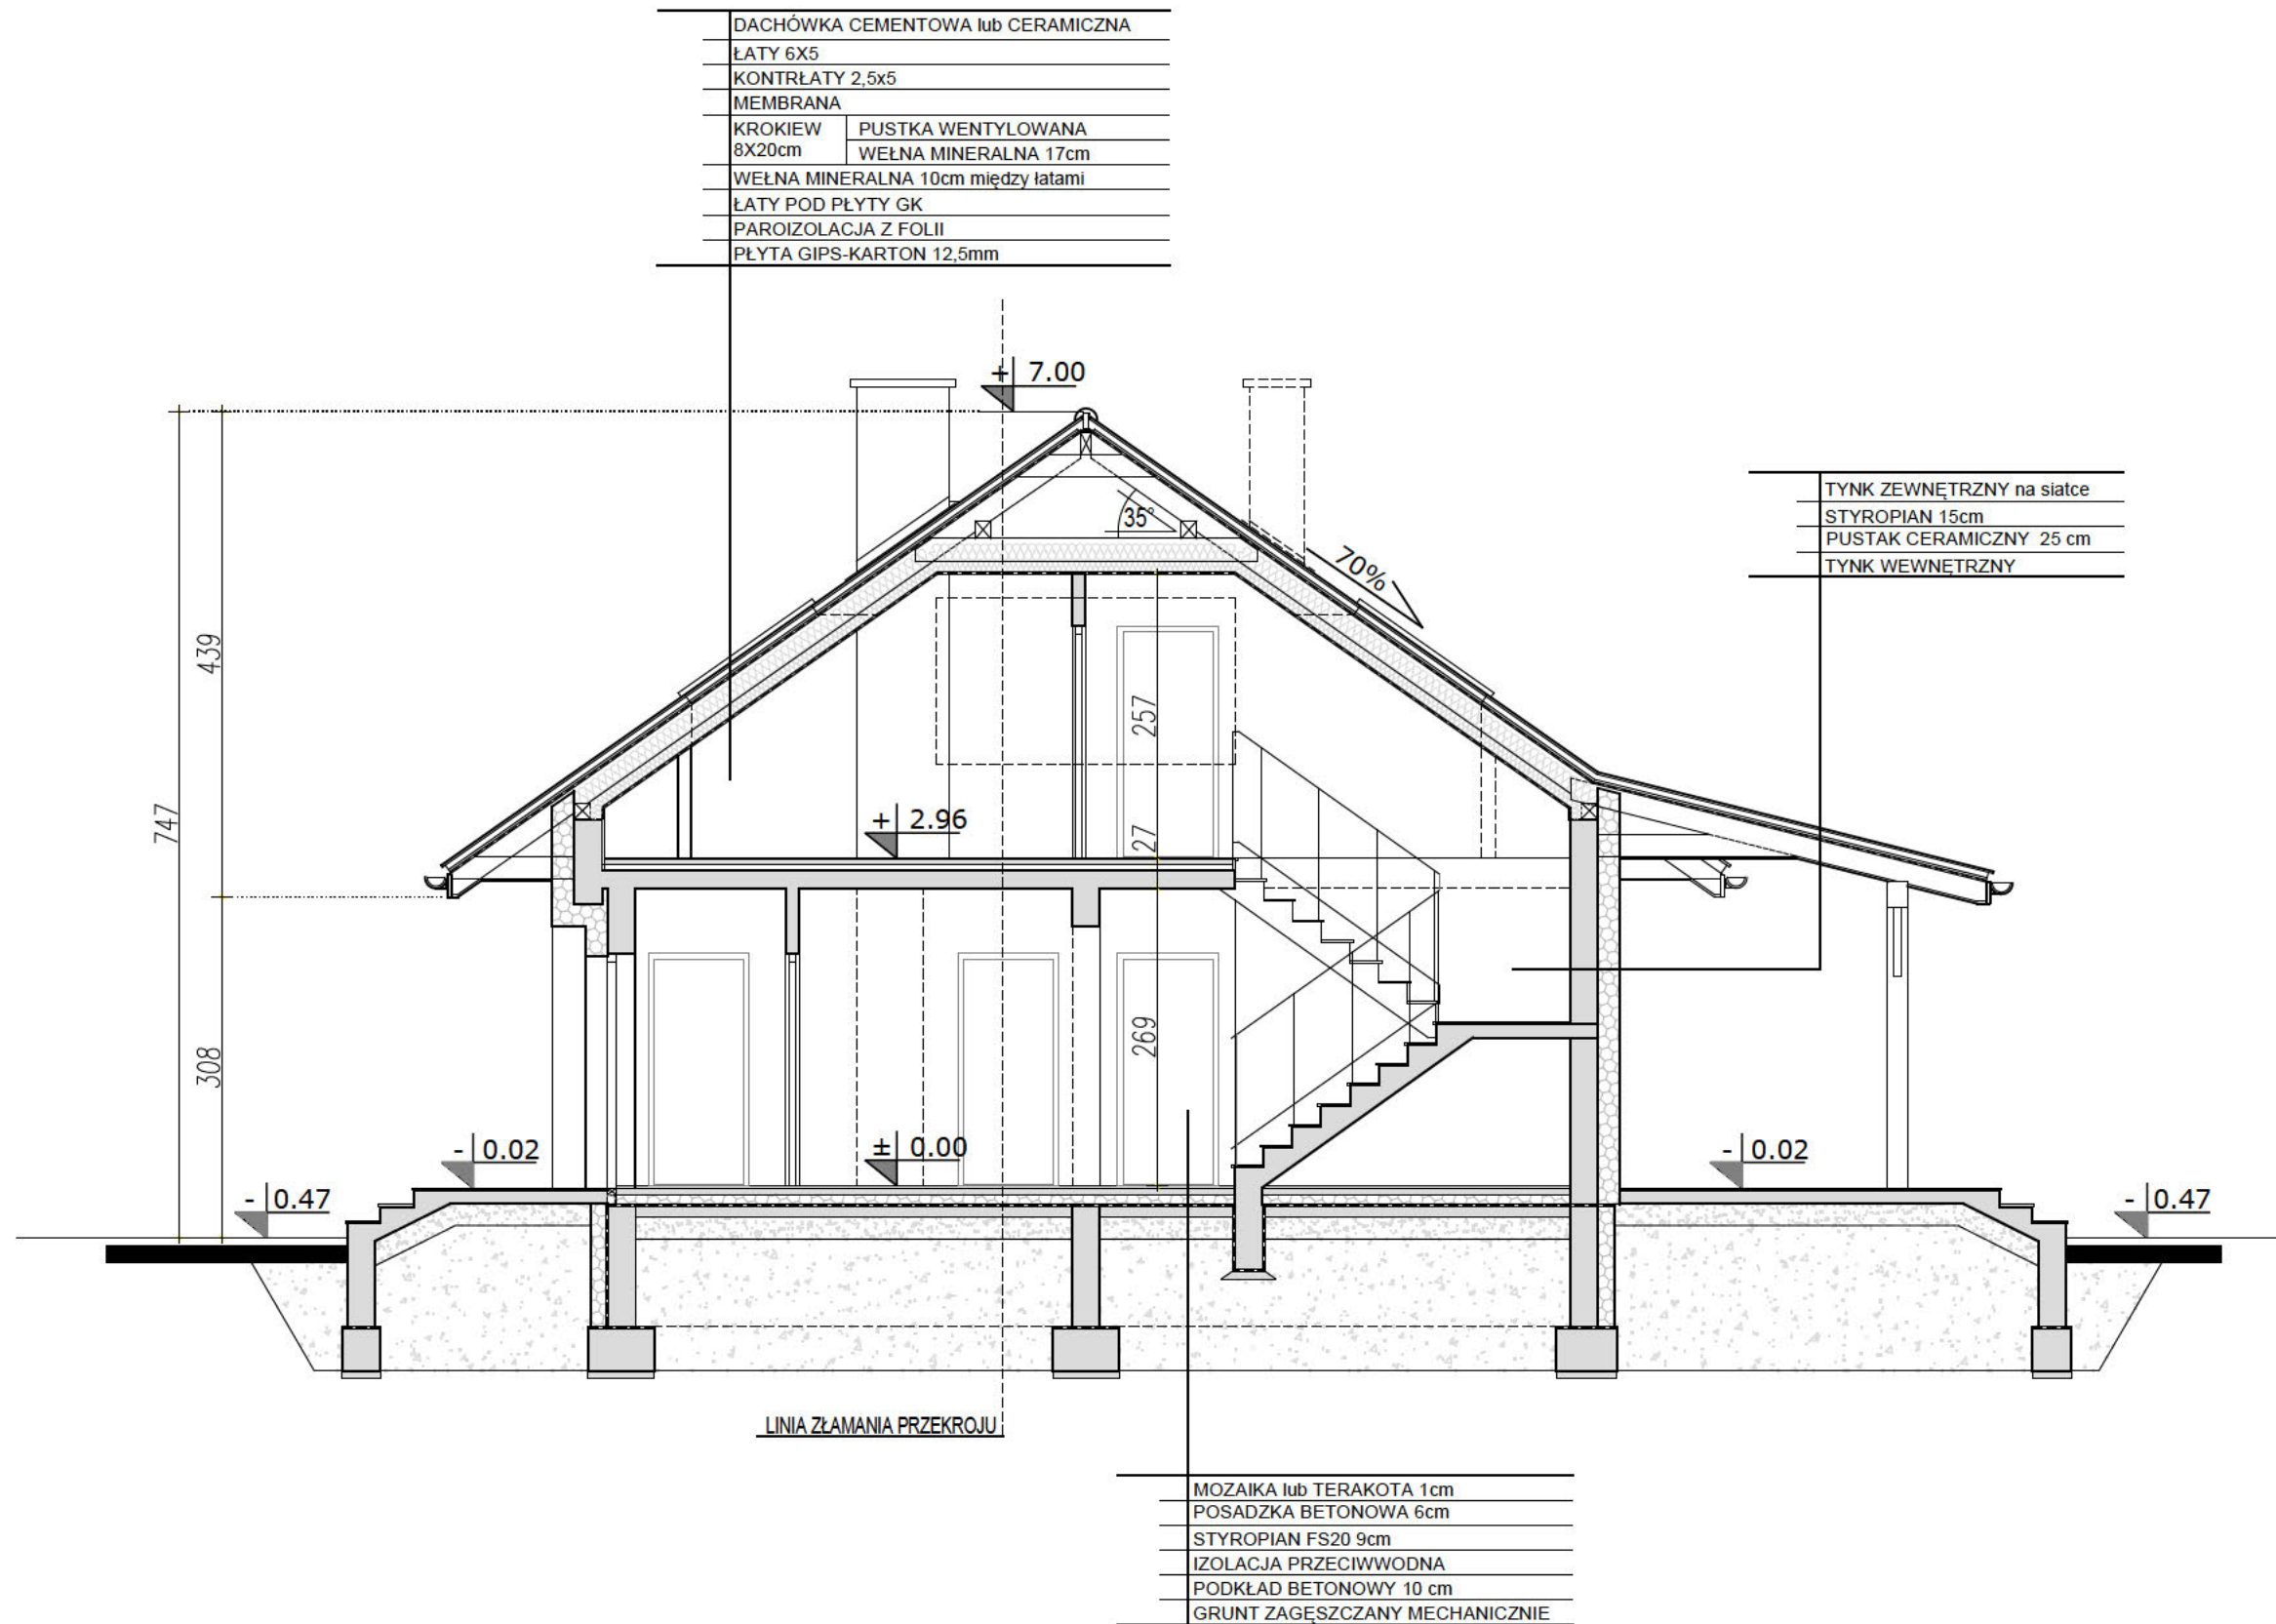 DACHÓWKA CEMENTOWA lub CERAMICZNA
ŁATY 6X5
KONTRŁATY 2,5x5
MEMBRANA
KROKIEW 8X20cm
PUSTKA WENTYLOWANA
WEŁNA MINERALNA 17cm
WEŁNA MINERALNA 10cm między łatami
ŁATY POD PŁYTY GK
PAROIZOLACJA Z FOLII
PŁYTA GIPS-KARTON 12,5mm
+ 7.00
TYNK ZEWNĘTRZNY na siatce
STYROPIAN 15cm
PUSTAK CERAMICZNY 25 cm
TYNK WEWNĘTRZNY
35°
70%
439
257
747
+ 2.96
27
308
269
- 0.02
± 0.00
- 0.02
- 0.47
- 0.47
LINIA ZŁAMANIA PRZEKROJU
MOZAIKA lub TERAKOTA 1cm
POSADZKA BETONOWA 6cm
STYROPIAN FS20 9cm
IZOLACJA PRZECIWWODNA
PODKŁAD BETONOWY 10 cm
GRUNT ZAGĘSZCZANY MECHANICZNIE